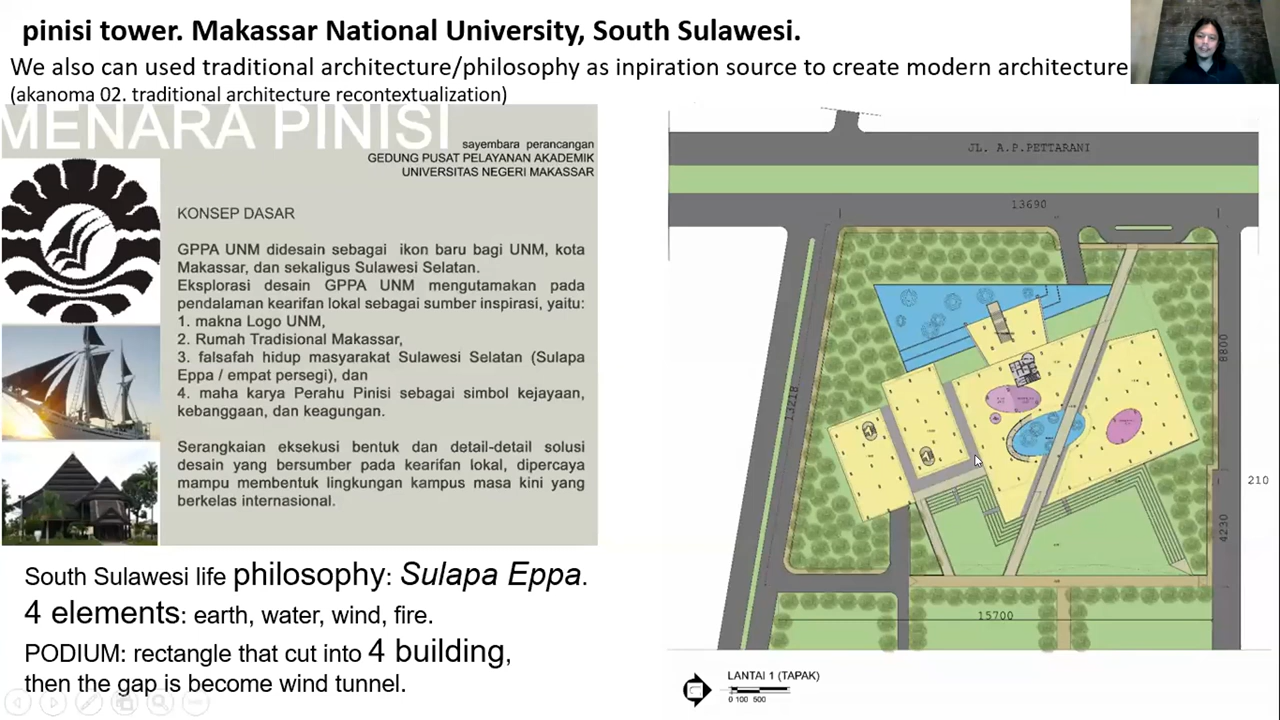 pinisi tower. Makassar National University, South Sulawesi.
We also can used traditional architecture/philosophy as inpiration source to create modern architecture
(akanoma 02. traditional architecture recontextualization)
MENARA PINISI
sayembara perancangan
GEDUNG PUSAT PELAYANAN AKADEMIK
UNIVERSITAS NEGERI MAKASSAR
KONSEP DASAR
GPPA UNM didesain sebagai ikon baru bagi UNM, kota
Makassar, dan sekaligus Sulawesi Selatan.
Eksplorasi desain GPPA UNM mengutamakan pada
pendalaman kearifan lokal sebagai sumber inspirasi, yaitu:
1. makna Logo UNM,
2. Rumah Tradisional Makassar,
3. falsafah hidup masyarakat Sulawesi Selatan (Sulapa
Eppa / empat persegi), dan
4. maha karya Perahu Pinisi sebagai simbol kejayaan,
kebanggaan, dan keagungan.
Serangkaian eksekusi bentuk dan detail-detail solusi
desain yang bersumber pada kearifan lokal, dipercaya
mampu membentuk lingkungan kampus masa kini yang
berkelas internasional.
South Sulawesi life philosophy: Sulapa Eppa.
4 elements: earth, water, wind, fire.
PODIUM: rectangle that cut into 4 building,
then the gap is become wind tunnel.
JL. A.P.PETTARANI
13690
13218
8800
210
4230
15700
LANTAI 1 (TAPAK)
0 100 500